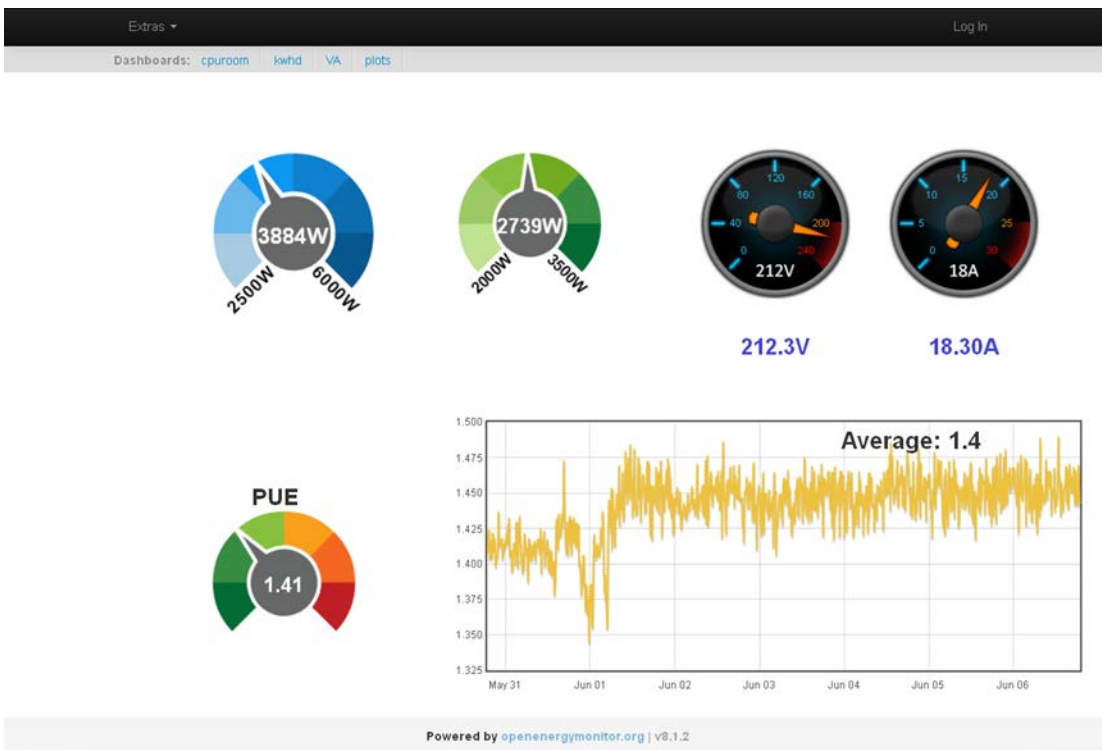 Extras Log In
Dashboards: cpuroom kwhd VA plots
3884W
2500W 6000W
2739W
2000W 3500W
0 40 80 120 160 200 240
212V
0 5 10 15 20 25 30
18A
212.3V 18.30A
PUE
1.41
Average: 1.4
1.500
1.475
1.450
1.425
1.400
1.375
1.350
1.325
May 31 Jun 01 Jun 02 Jun 03 Jun 04 Jun 05 Jun 06
Powered by openenergymonitor.org | v8.1.2